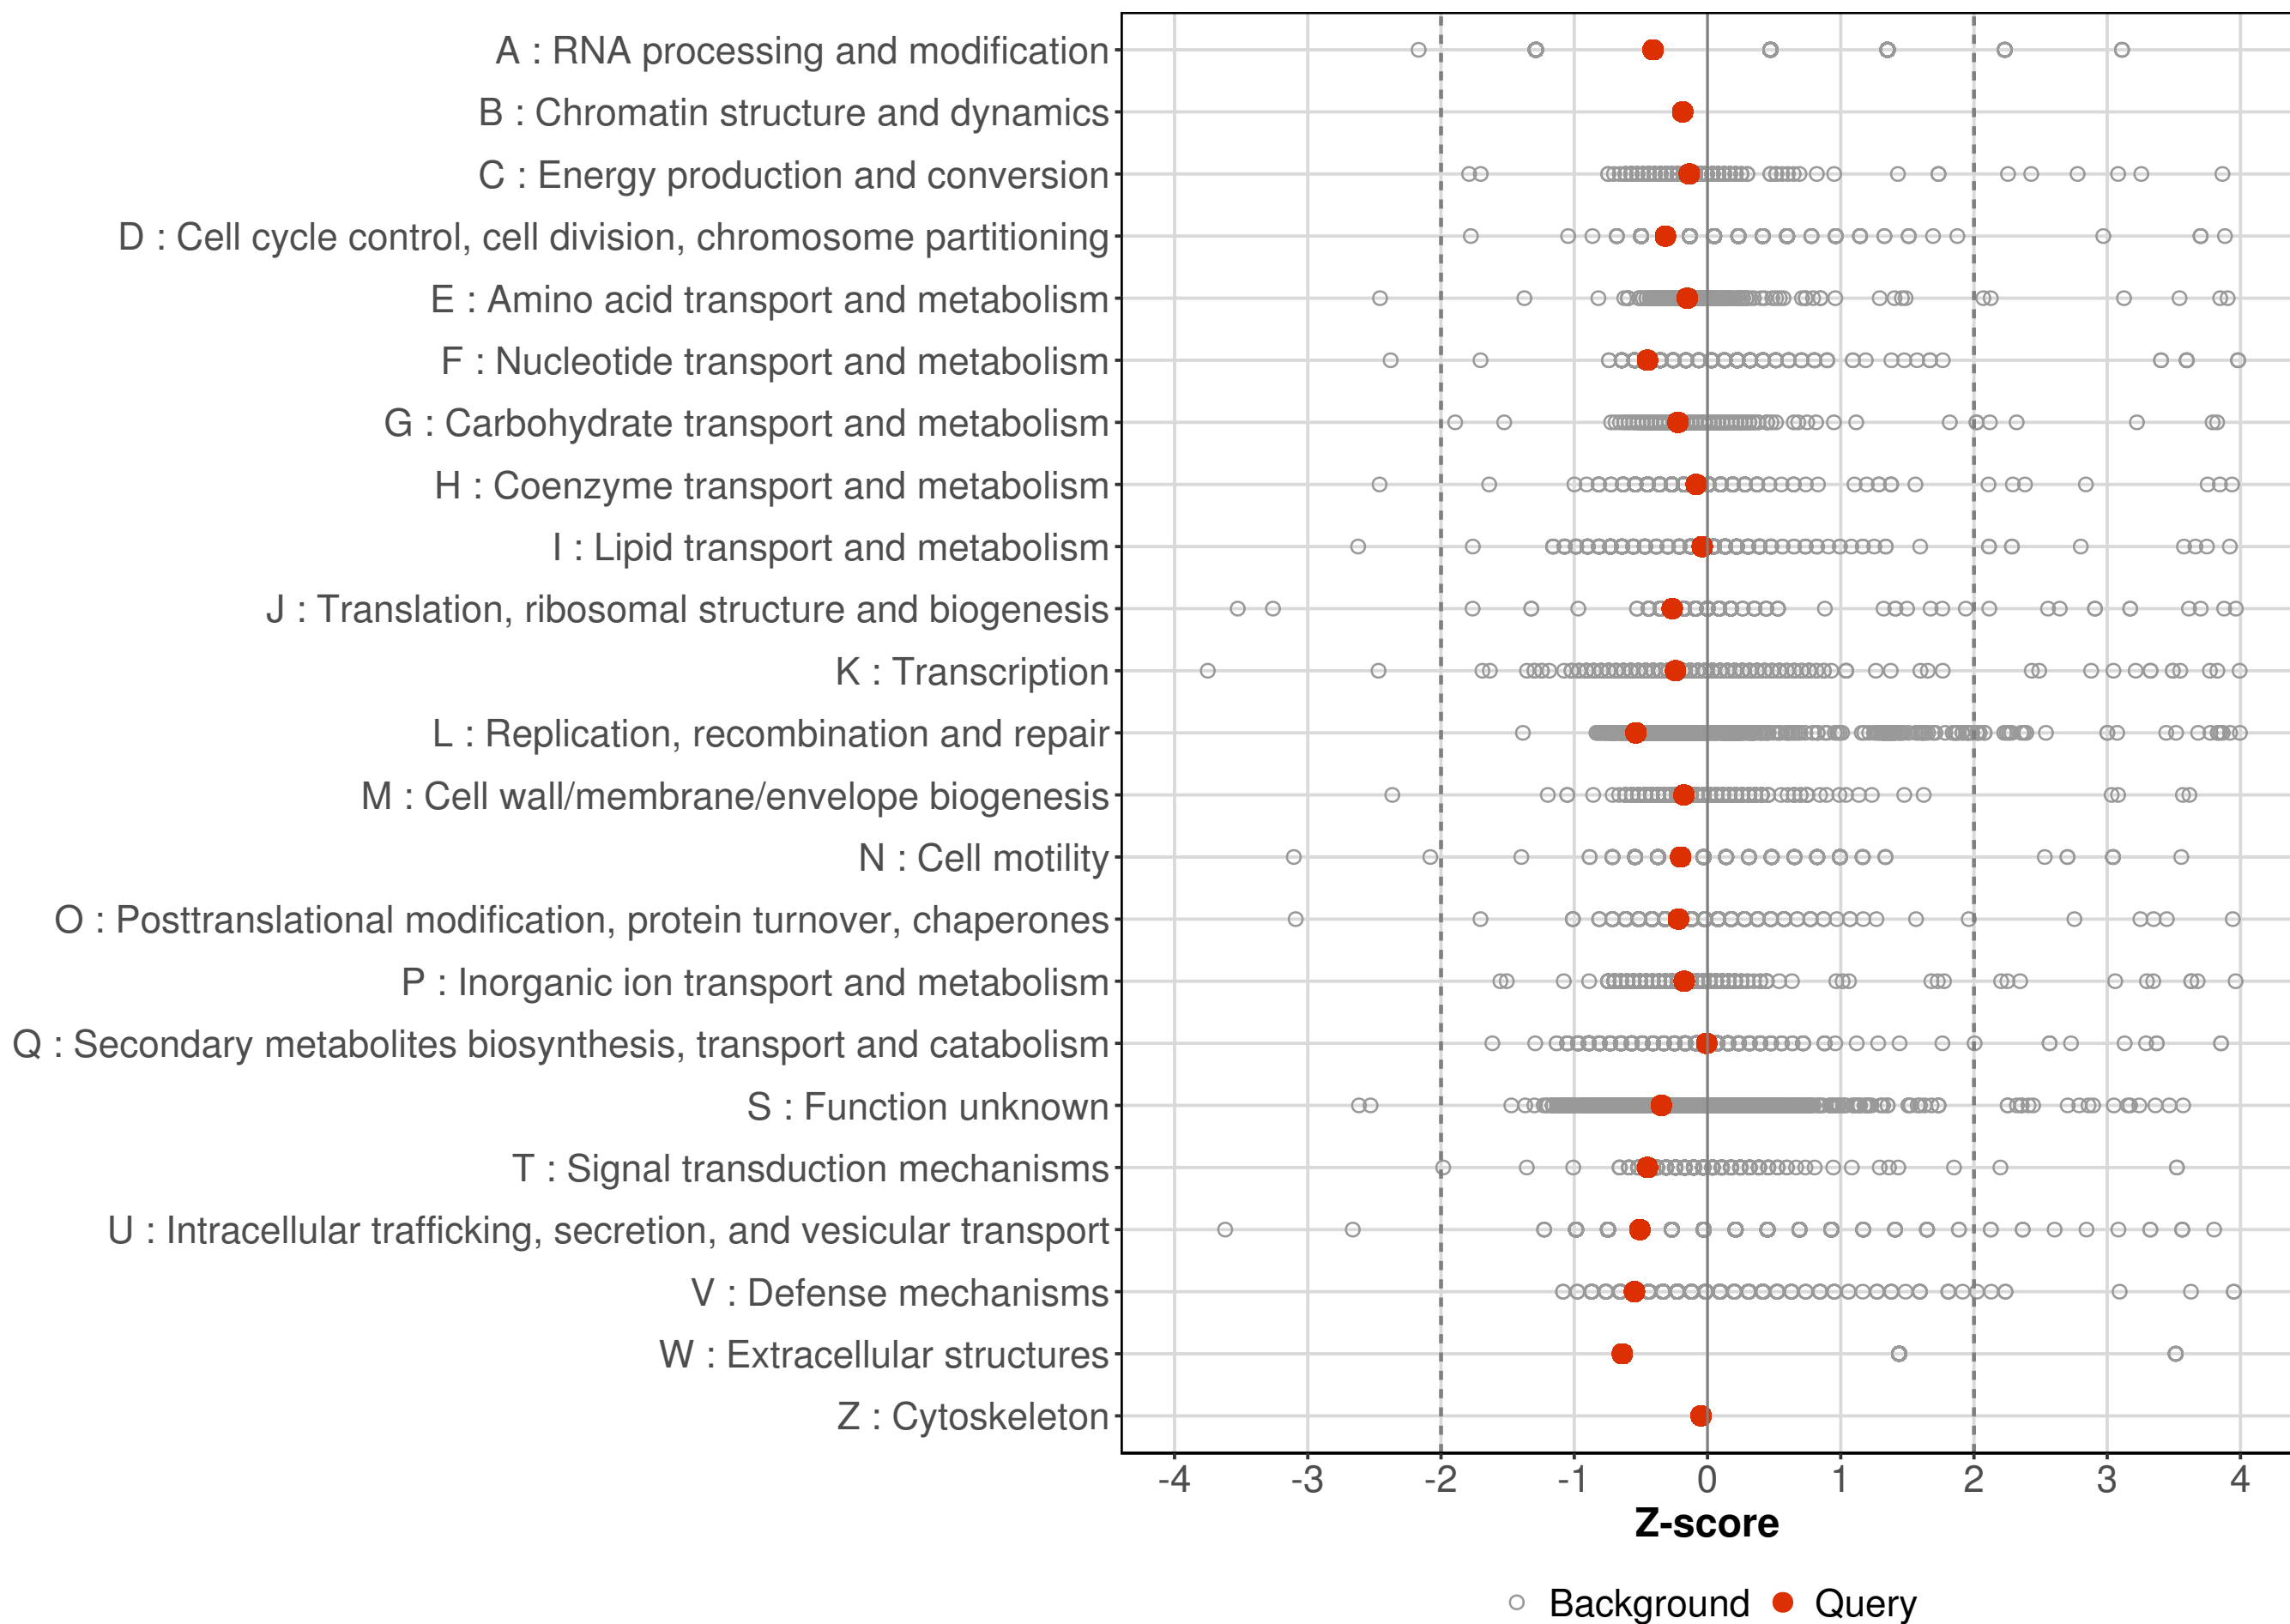 A : RNA processing and modification
B : Chromatin structure and dynamics
C : Energy production and conversion
D : Cell cycle control, cell division, chromosome partitioning
E : Amino acid transport and metabolism
F : Nucleotide transport and metabolism
G : Carbohydrate transport and metabolism
H : Coenzyme transport and metabolism
I : Lipid transport and metabolism
J : Translation, ribosomal structure and biogenesis
K : Transcription
L : Replication, recombination and repair
M : Cell wall/membrane/envelope biogenesis
N : Cell motility
O : Posttranslational modification, protein turnover, chaperones
P : Inorganic ion transport and metabolism
Q : Secondary metabolites biosynthesis, transport and catabolism
S : Function unknown
T : Signal transduction mechanisms
U : Intracellular trafficking, secretion, and vesicular transport
V : Defense mechanisms
W : Extracellular structures
Z : Cytoskeleton
-4 -3 -2 -1 0 1 2 3 4
Z-score
Background Query